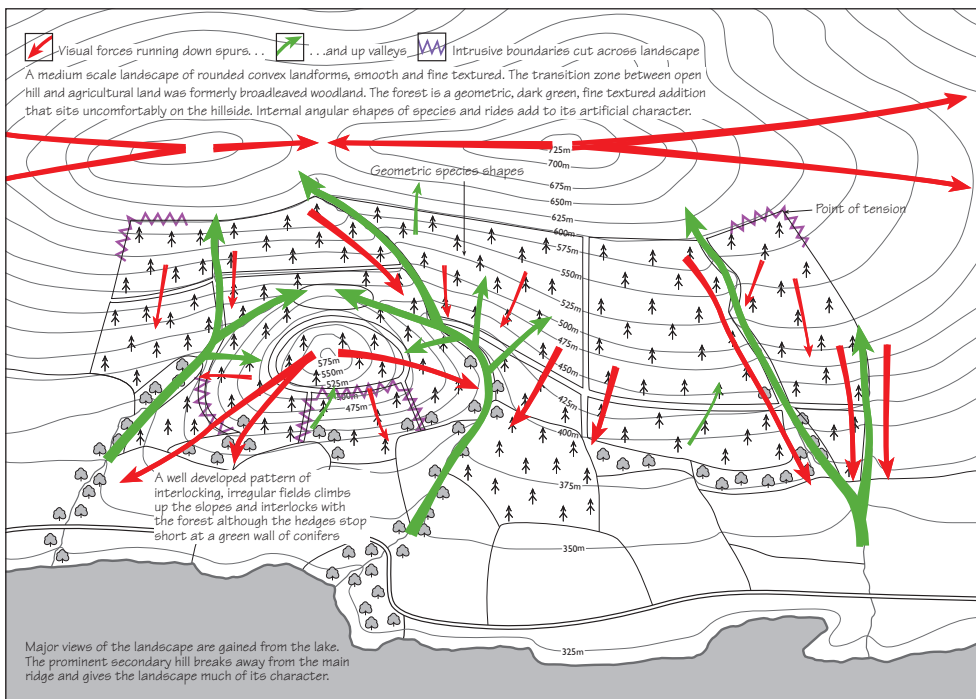 Visual forces running down spurs. . .
. . .and up valleys
Intrusive boundaries cut across landscape
A medium scale landscape of rounded convex landforms, smooth and fine textured. The transition zone between open
hill and agricultural land was formerly broadleaved woodland. The forest is a geometric, dark green, fine textured addition
that sits uncomfortably on the hillside. Internal angular shapes of species and rides add to its artificial character.
725m
700m
Geometric species shapes
675m
650m
625m
Point of tension
600m
575m
550m
525m
500m
475m
450m
575m
550m
525m
500m
475m
425m
400m
A well developed pattern of
interlocking, irregular fields climbs
up the slopes and interlocks with
the forest although the hedges stop
short at a green wall of conifers
375m
350m
Major views of the landscape are gained from the lake.
The prominent secondary hill breaks away from the main
ridge and gives the landscape much of its character.
325m